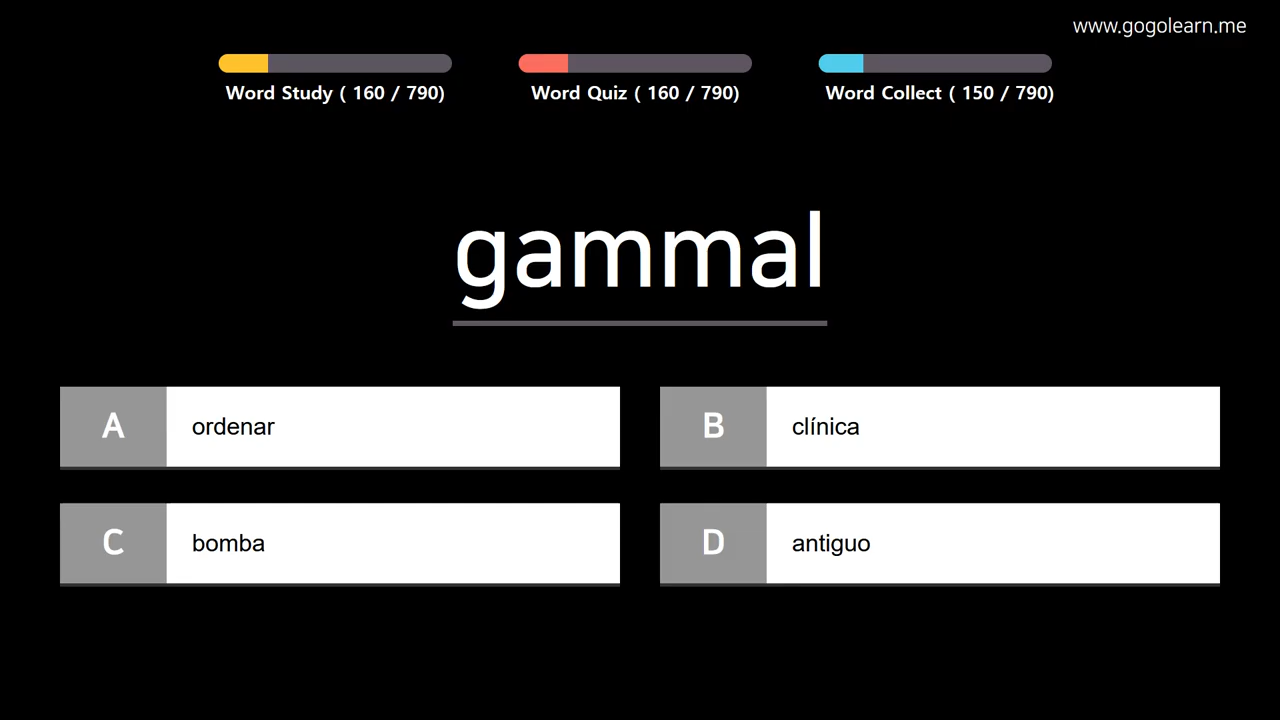 www.gogolearn.me
Word Study ( 160 / 790)
Word Quiz ( 160 / 790)
Word Collect ( 150 / 790)
gammal
A ordenar
B clínica
C bomba
D antiguo